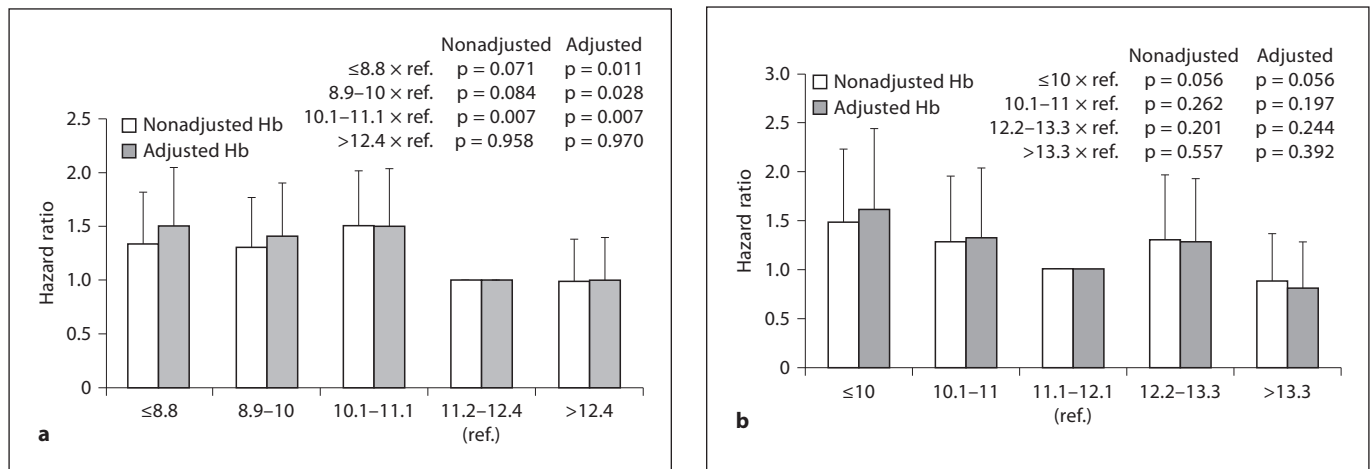 Nonadjusted Adjusted
≤8.8 × ref. p = 0.071 p = 0.011
8.9–10 × ref. p = 0.084 p = 0.028
10.1–11.1 × ref. p = 0.007 p = 0.007
>12.4 × ref. p = 0.958 p = 0.970
Nonadjusted Hb
Adjusted Hb
Hazard ratio
2.5
2.0
1.5
1.0
0.5
0
≤8.8 8.9–10 10.1–11.1 11.2–12.4 >12.4
(ref.)
a
Nonadjusted Adjusted
≤10 × ref. p = 0.056 p = 0.056
10.1–11 × ref. p = 0.262 p = 0.197
12.2–13.3 × ref. p = 0.201 p = 0.244
>13.3 × ref. p = 0.557 p = 0.392
Nonadjusted Hb
Adjusted Hb
Hazard ratio
3.0
2.5
2.0
1.5
1.0
0.5
0
≤10 10.1–11 11.1–12.1 12.2–13.3 >13.3
(ref.)
b